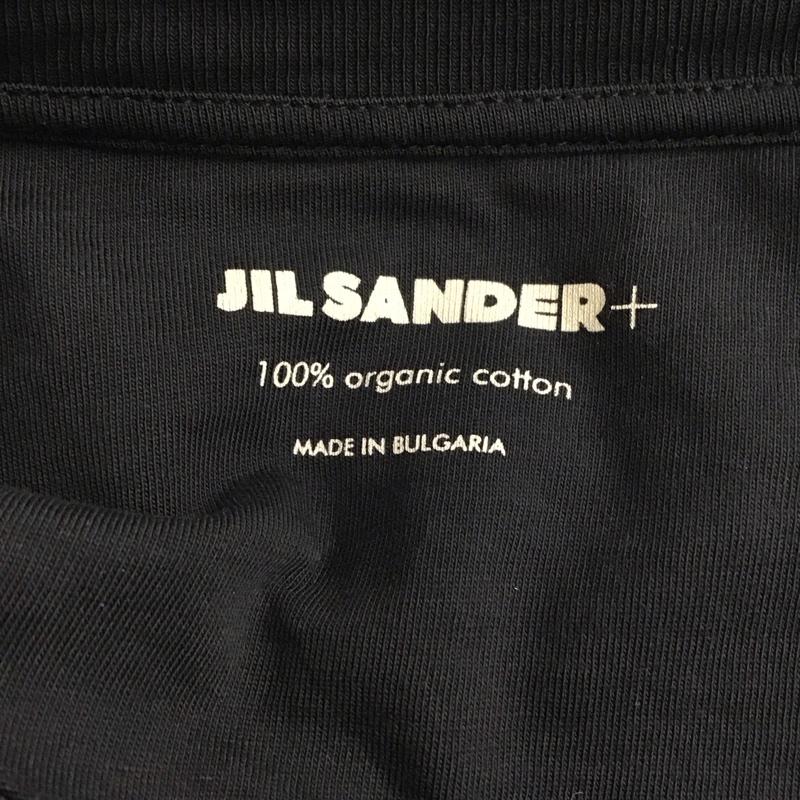 JIL SANDER+
100% organic cotton
MADE IN BULGARIA